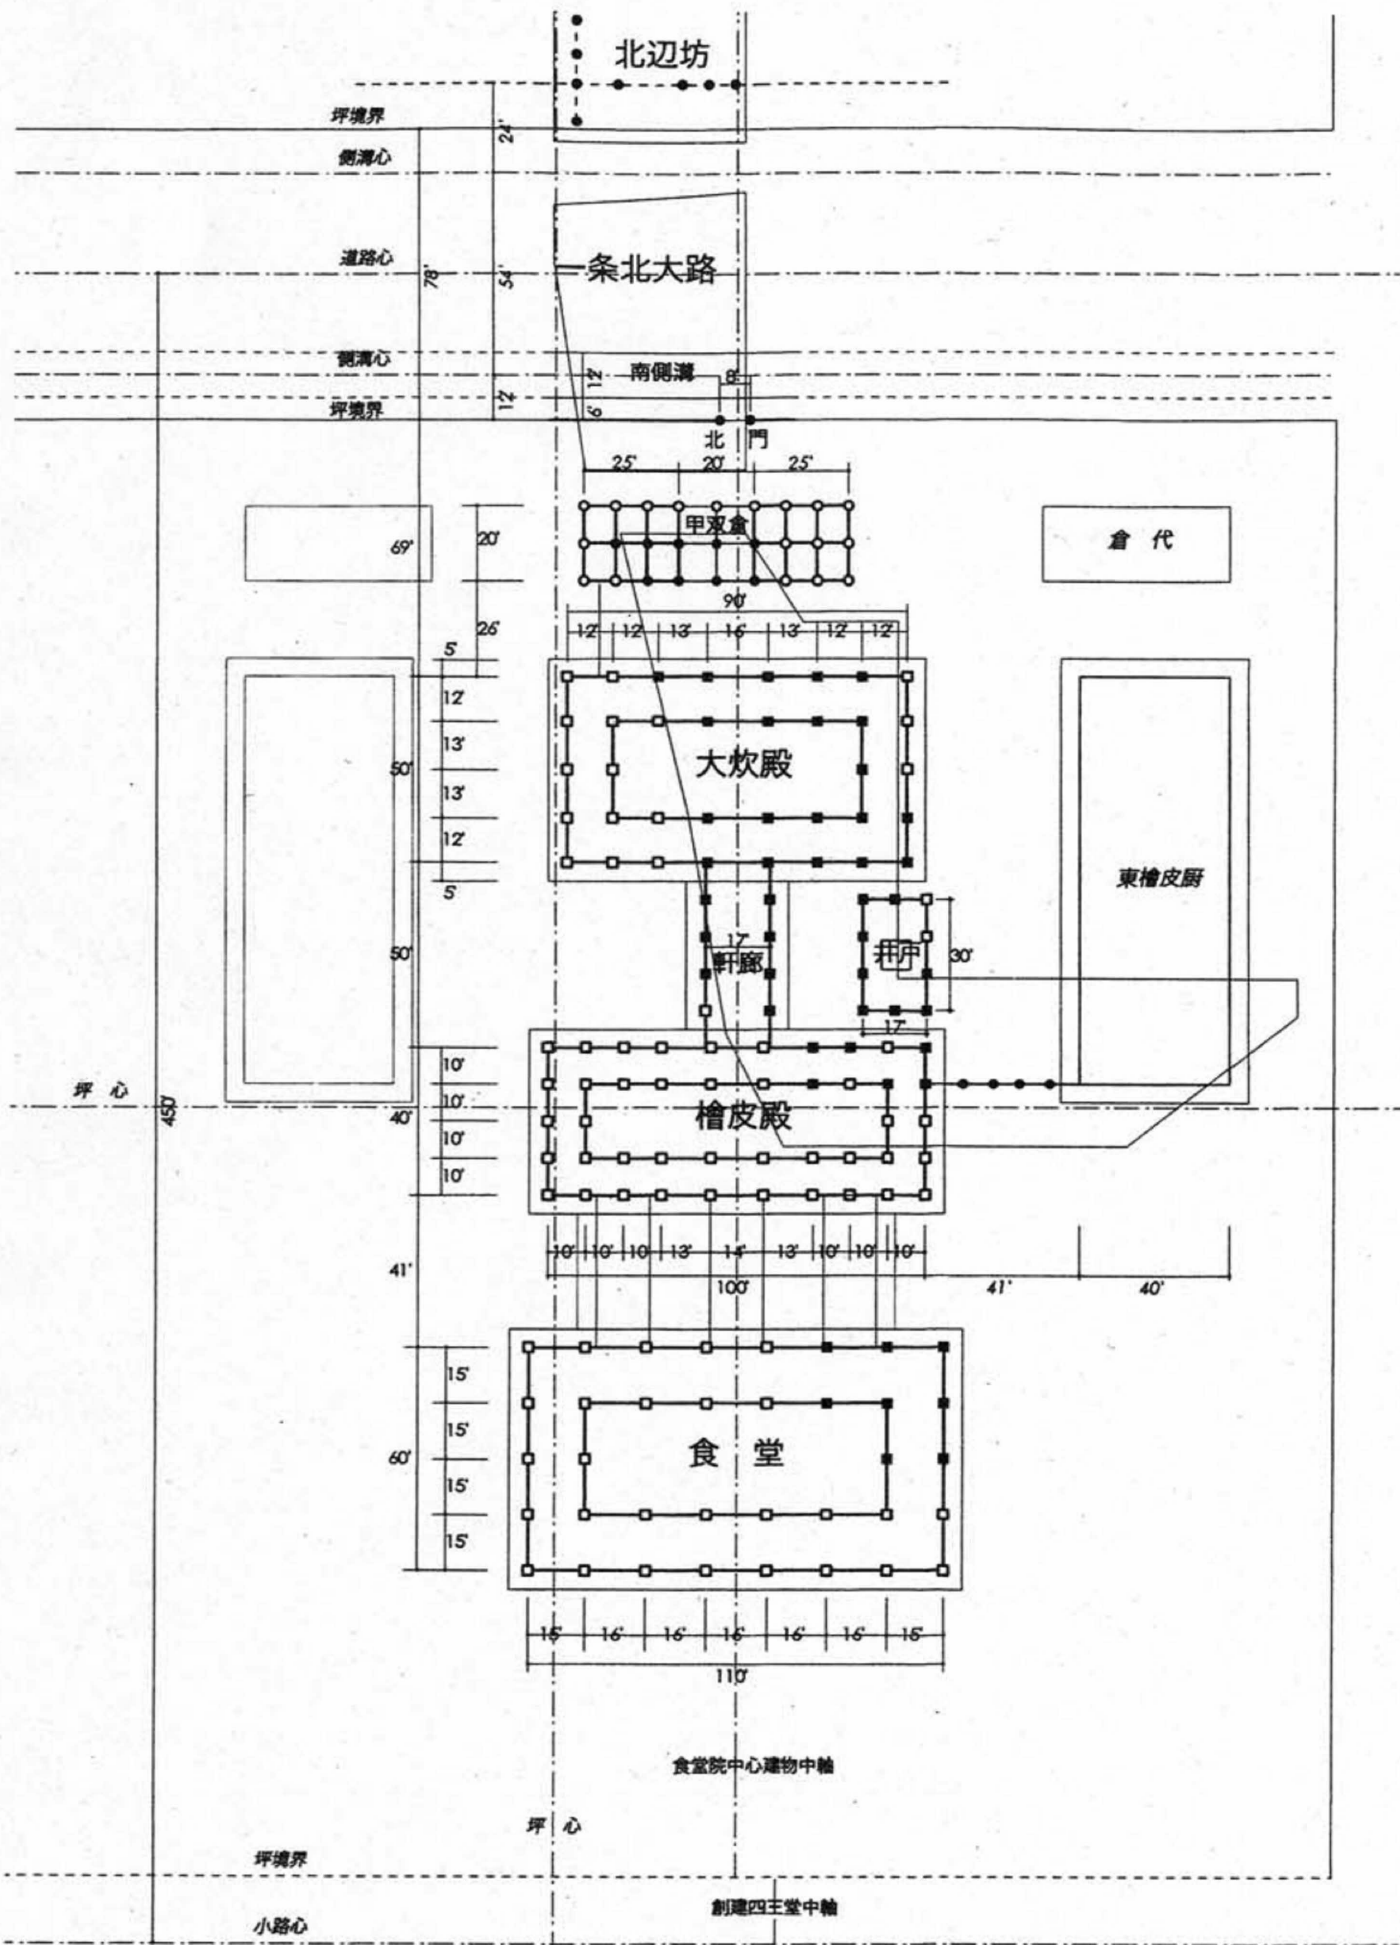 北辺坊
坪境界
24'
側溝心
道路心
一条北大路
78'
54'
側溝心
南側溝
12'
8'
坪境界
12'
6'
北 門
25' 20' 25'
甲双倉
倉 代
69'
20'
90'
26'
12' 12' 13' 16' 13' 12' 12'
5'
12'
13'
大炊殿
50'
13'
12'
東檜皮厨
5'
17'
軒廊
井戸
30'
50'
17'
10'
坪 心
450'
40'
10'
檜皮殿
10'
10'
10' 10' 10' 13' 14' 13' 10' 10' 10'
41'
100'
41'
40'
15'
15'
60'
食 堂
15'
15'
15' 16' 16' 16' 16' 16' 15'
110'
食堂院中心建物中軸
坪 心
坪境界
創建四王堂中軸
小路心